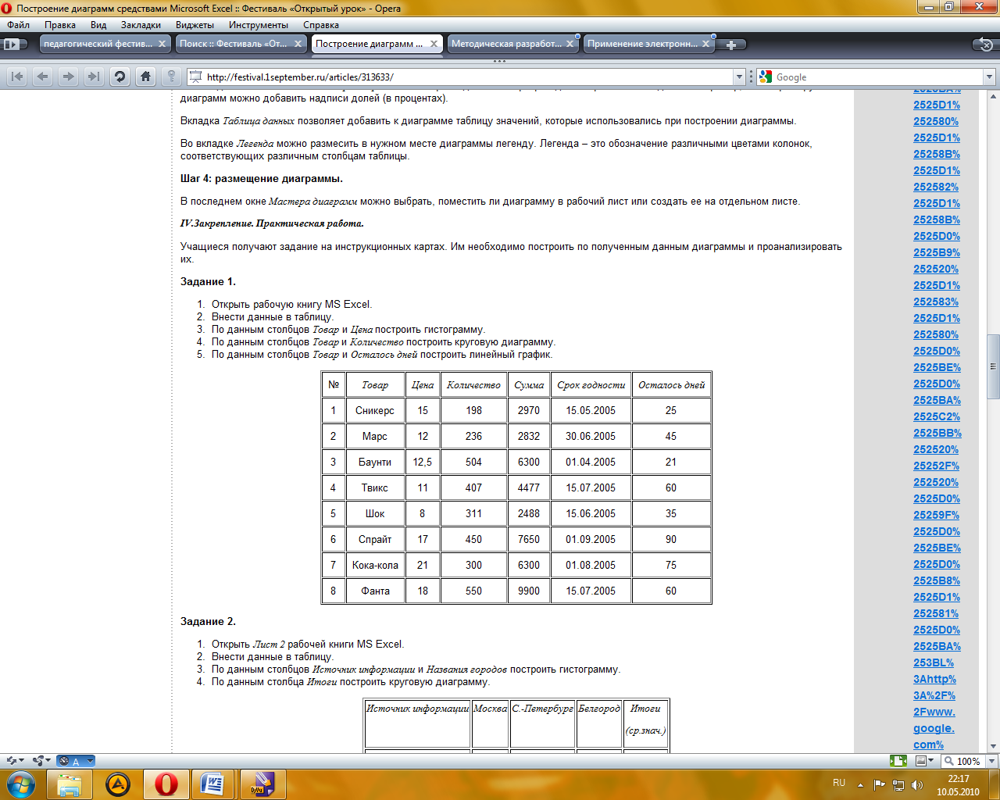 Построение диаграмм средствами Microsoft Excel :: Фестиваль «Открытый урок» - Opera
Файл Правка Вид Закладки Виджеты Инструменты Справка
педагогический фестив... Поиск :: Фестиваль «От... Построение диаграмм ... Методическая разработ... Применение электронн...
http://festival.1september.ru/articles/313633/ Google
диаграмм можно добавить надписи долей (в процентах).
Вкладка Таблица данных позволяет добавить к диаграмме таблицу значений, которые использовались при построении диаграммы.
Во вкладке Легенда можно размесить в нужном месте диаграммы легенду. Легенда – это обозначение различными цветами колонок,
соответствующих различным столбцам таблицы.
Шаг 4: размещение диаграммы.
В последнем окне Мастера диаграмм можно выбрать, поместить ли диаграмму в рабочий лист или создать ее на отдельном листе.
IV.Закрепление. Практическая работа.
Учащиеся получают задание на инструкционных картах. Им необходимо построить по полученным данным диаграммы и проанализировать
их.
Задание 1.
1. Открыть рабочую книгу MS Excel.
2. Внести данные в таблицу.
3. По данным столбцов Товар и Цена построить гистограмму.
4. По данным столбцов Товар и Количество построить круговую диаграмму.
5. По данным столбцов Товар и Осталось дней построить линейный график.
№ Товар Цена Количество Сумма Срок годности Осталось дней
1 Сникерс 15 198 2970 15.05.2005 25
2 Марс 12 236 2832 30.06.2005 45
3 Баунти 12,5 504 6300 01.04.2005 21
4 Твикс 11 407 4477 15.07.2005 60
5 Шок 8 311 2488 15.06.2005 35
6 Спрайт 17 450 7650 01.09.2005 90
7 Кока-кола 21 300 6300 01.08.2005 75
8 Фанта 18 550 9900 15.07.2005 60
Задание 2.
1. Открыть Лист 2 рабочей книги MS Excel.
2. Внести данные в таблицу.
3. По данным столбцов Источник информации и Названия городов построить гистограмму.
4. По данным столбца Итоги построить круговую диаграмму.
Источник информации Москва С.-Петербург Белгород Итоги
(ср.знач.)
2525BA%
2525D1%
252580%
2525D1%
25258B%
2525D1%
252582%
2525D1%
25258B%
2525D0%
2525B9%
252520%
2525D1%
252583%
2525D1%
252580%
2525D0%
2525BE%
2525D0%
2525BA%
2525C2%
2525BB%
252520%
25252F%
252520%
2525D0%
25259F%
2525D0%
2525BE%
2525D0%
2525B8%
2525D1%
252581%
2525D0%
2525BA%
253BL%
3Ahttp%
3A%2F%
2Fwww.
google.
com%
A
100%
W
DjVu
RU
22:17
10.05.2010